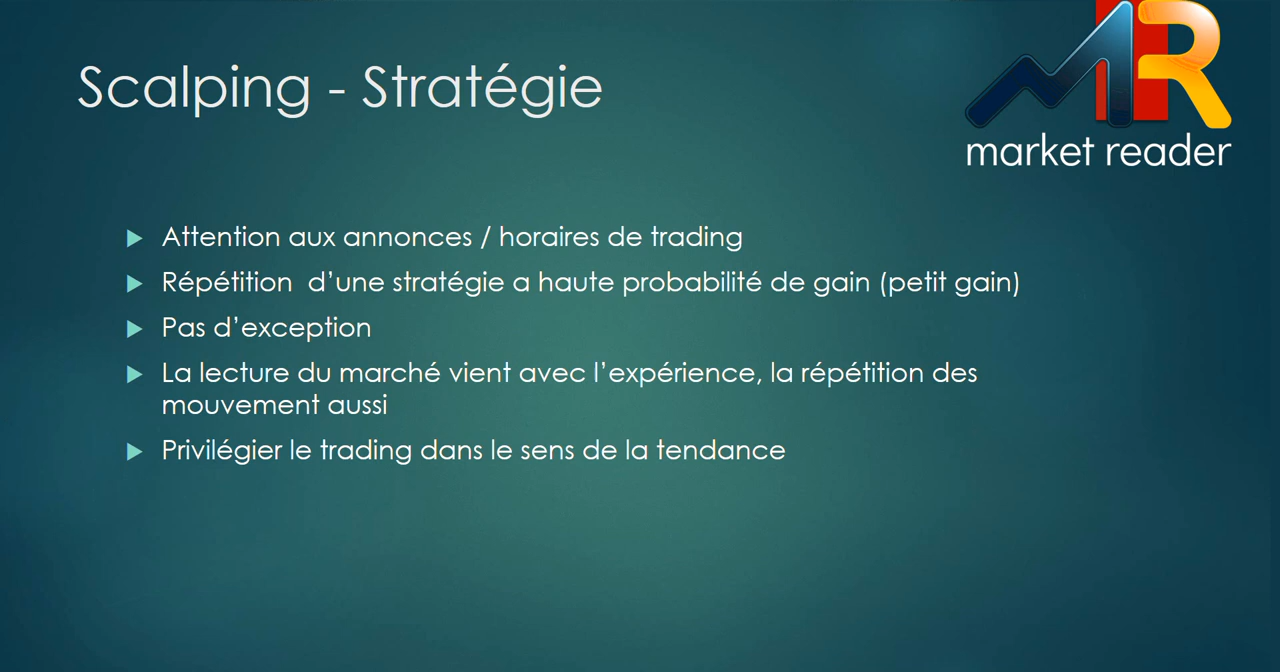 Scalping - Stratégie
MR
market reader
Attention aux annonces / horaires de trading
Répétition  d’une stratégie a haute probabilité de gain (petit gain)
Pas d’exception
La lecture du marché vient avec l’expérience, la répétition des
mouvement aussi
Privilégier le trading dans le sens de la tendance